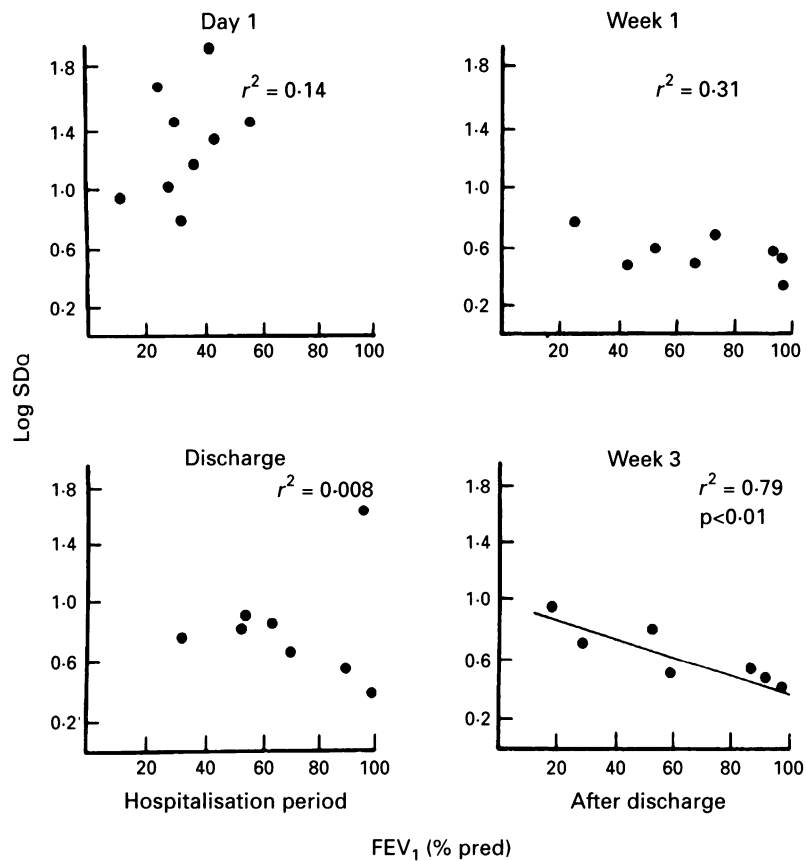 Day 1
Week 1
1·8
1·4
1·0
0·6
0·2
r² = 0·14
20 40 60 80 100
1·8
1·4
1·0
0·6
0·2
r² = 0·31
20 40 60 80 100
Log SDα
Discharge
Week 3
1·8
1·4
1·0
0·6
0·2
r² = 0·008
20 40 60 80 100
Hospitalisation period
1·8
1·4
1·0
0·6
0·2
r² = 0·79
p<0·01
20 40 60 80 100
After discharge
FEV₁ (% pred)